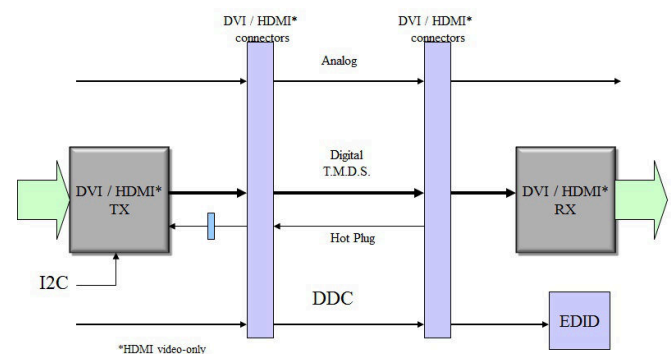 DVI / HDMI*
connectors
DVI / HDMI*
connectors
Analog
Digital
T.M.D.S.
DVI / HDMI*
TX
DVI / HDMI*
RX
Hot Plug
I2C
DDC
EDID
*HDMI video-only